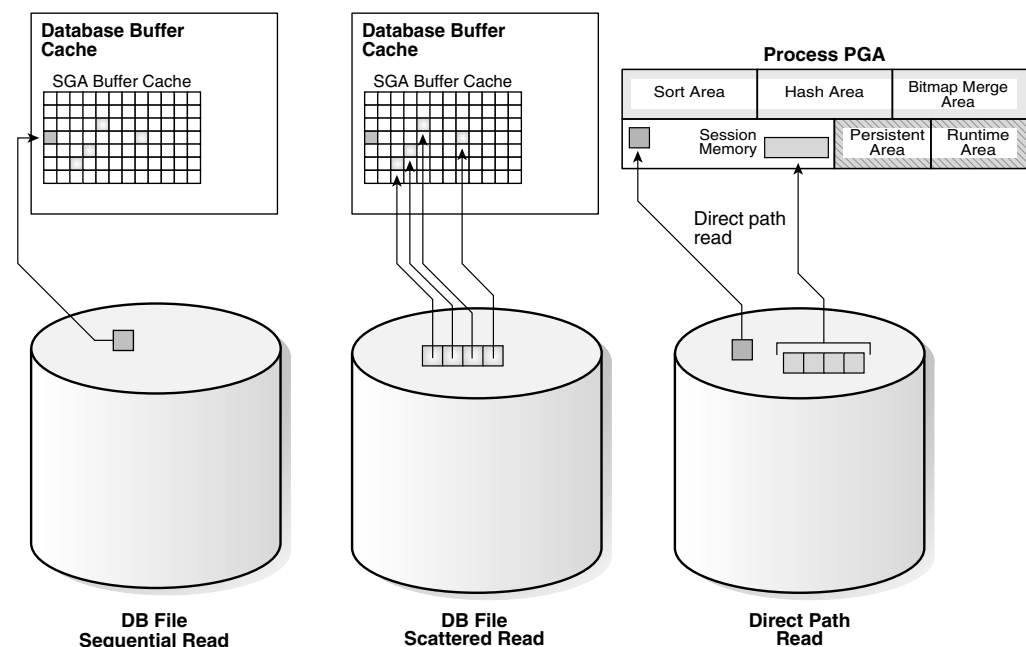 Database Buffer
Cache
SGA Buffer Cache
DB File
Sequential Read
Database Buffer
Cache
SGA Buffer Cache
DB File
Scattered Read
Process PGA
Sort Area
Hash Area
Bitmap Merge
Area
Session
Memory
Persistent
Area
Runtime
Area
Direct path
read
Direct Path
Read